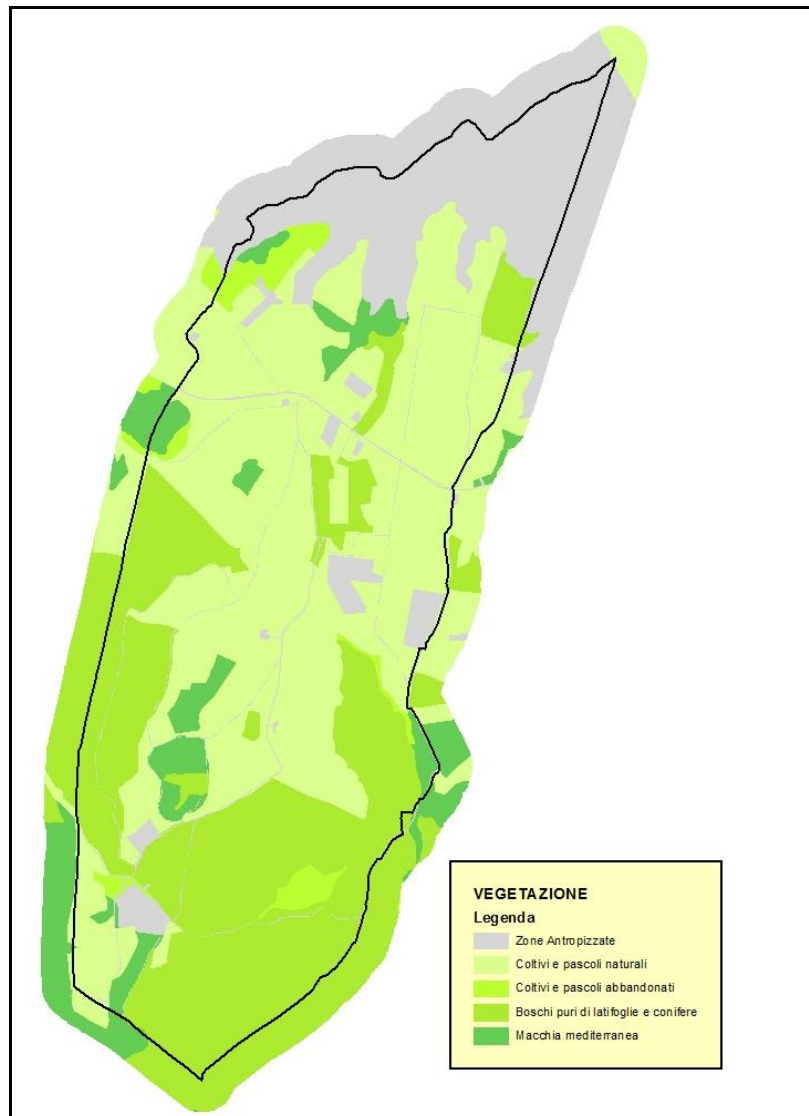 VEGETAZIONE
Legenda
Zone Antropizzate
Coltivi e pascoli naturali
Coltivi e pascoli abbandonati
Boschi puri di latifoglie e conifere
Macchia mediterranea